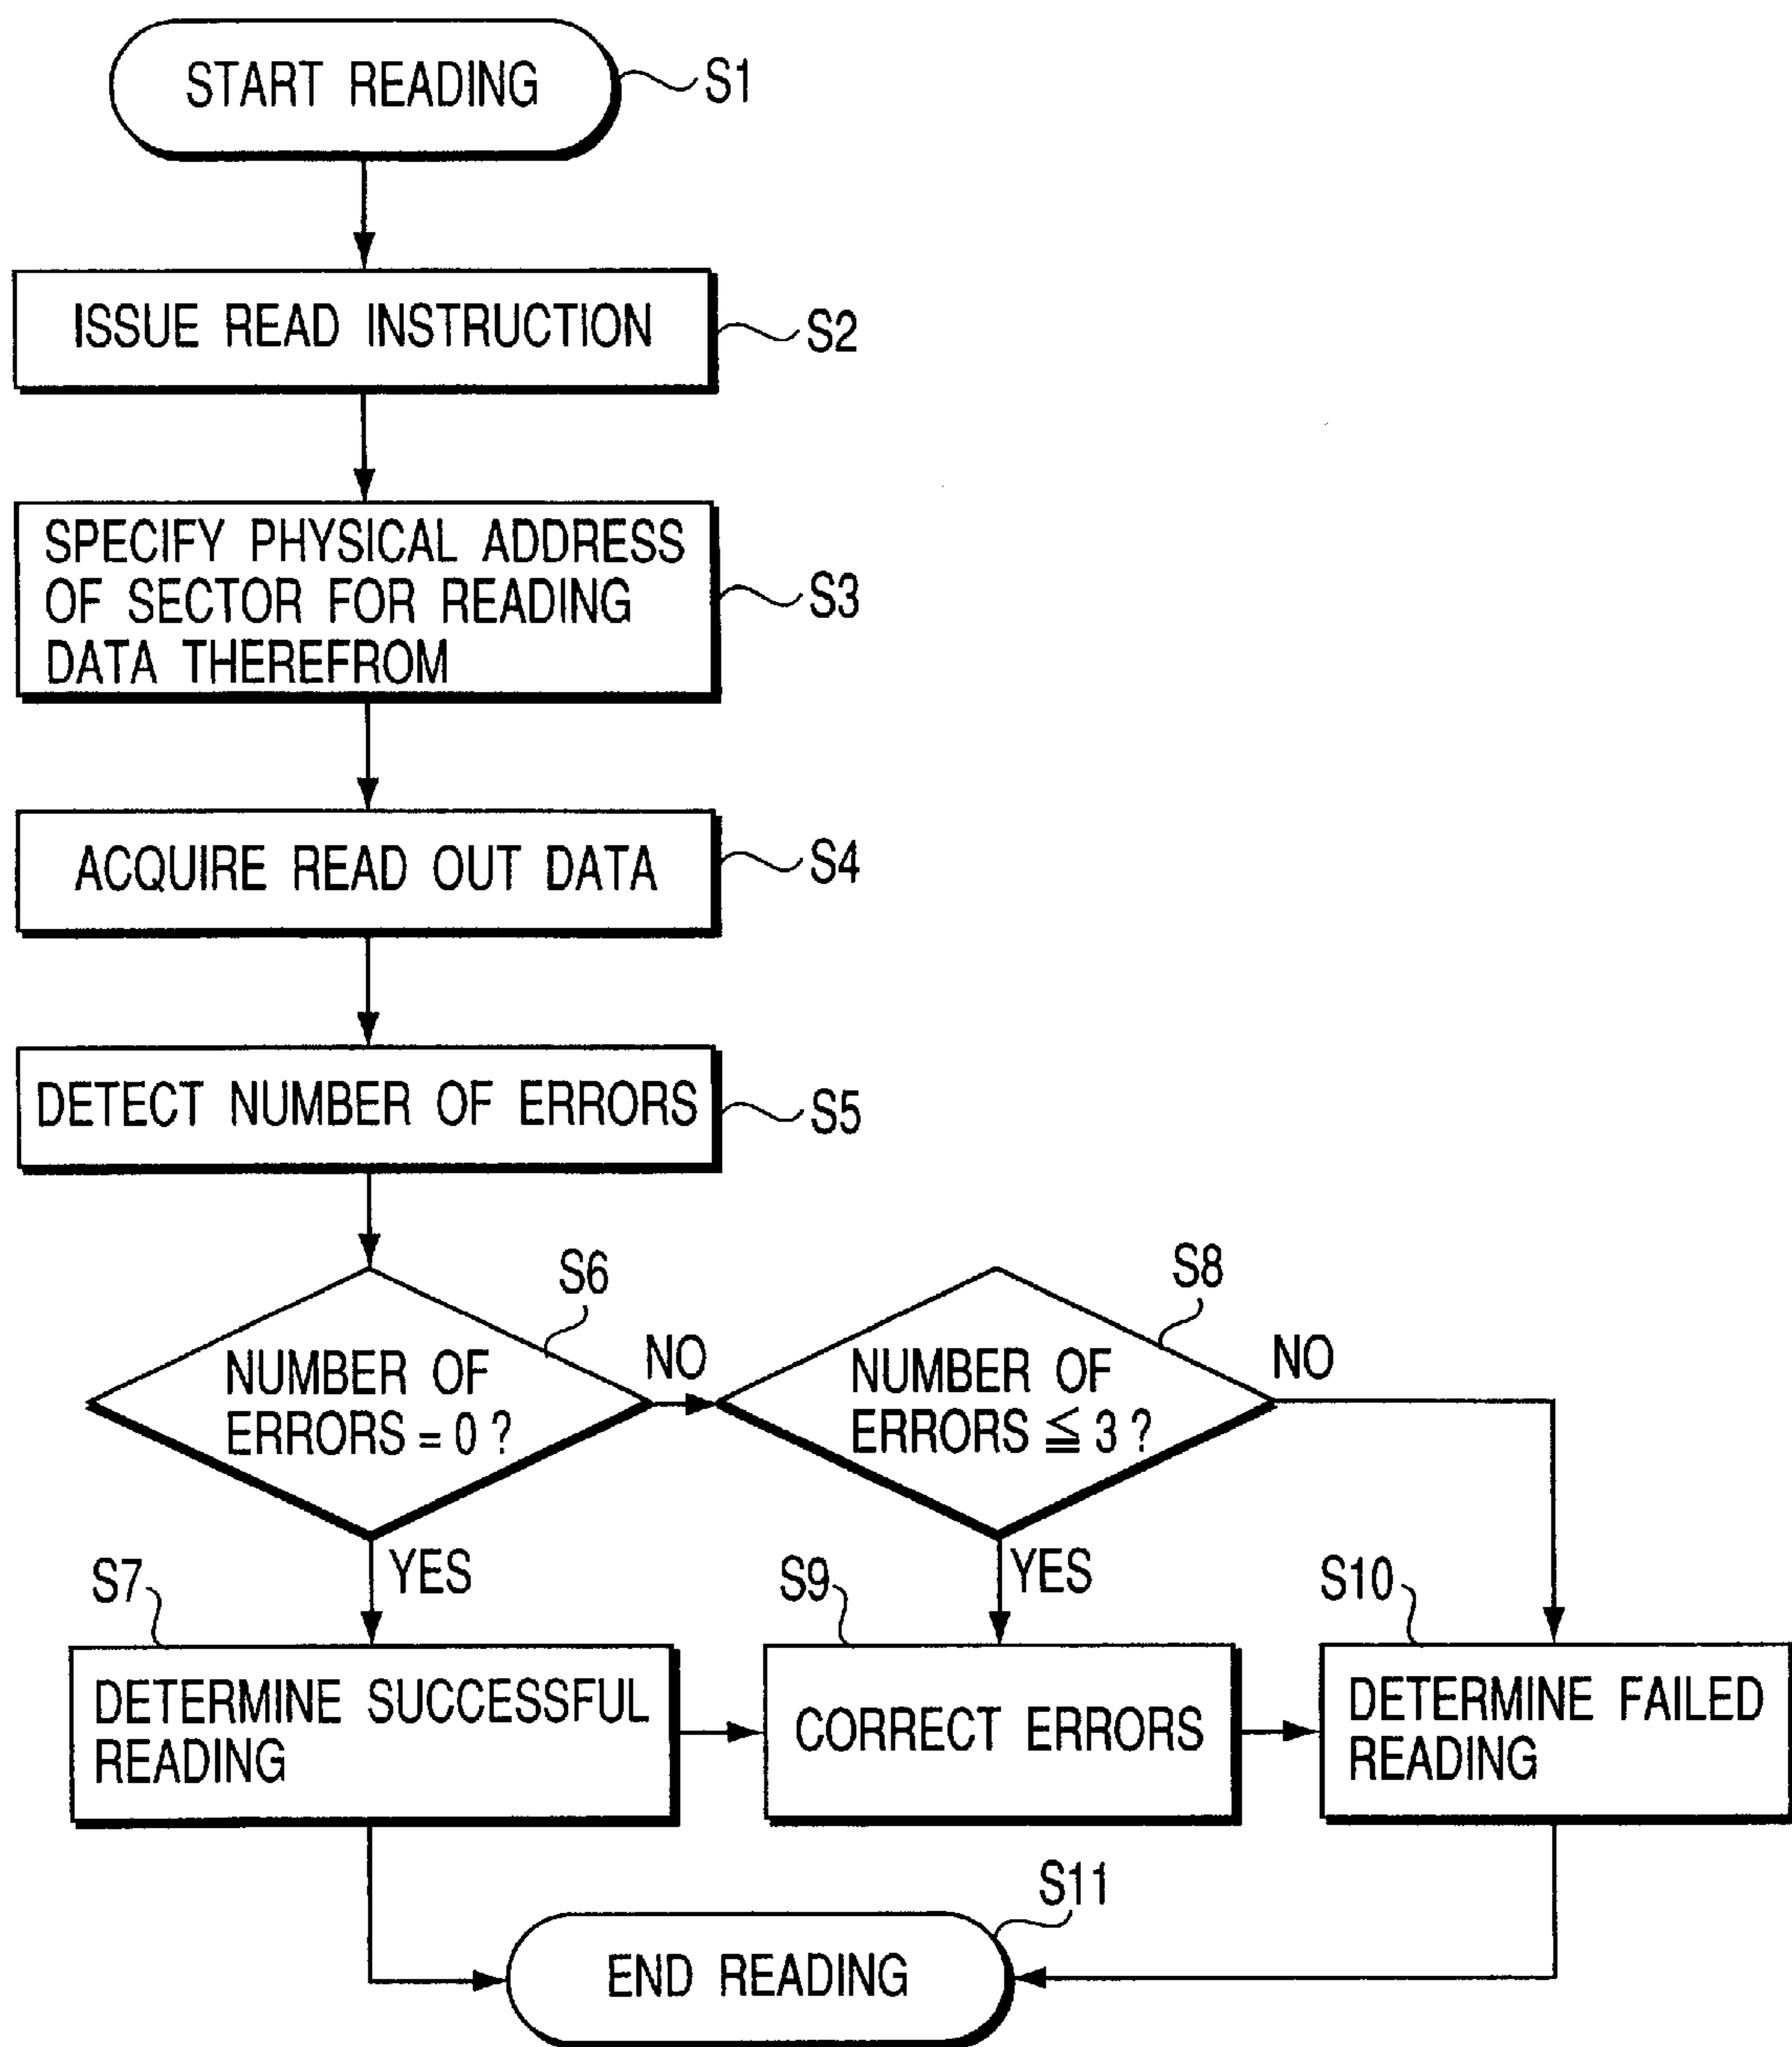 START READING
S1
ISSUE READ INSTRUCTION
S2
SPECIFY PHYSICAL ADDRESS
OF SECTOR FOR READING
DATA THEREFROM
S3
ACQUIRE READ OUT DATA
S4
DETECT NUMBER OF ERRORS
S5
S6
NUMBER OF
ERRORS = 0 ?
NO
S8
NUMBER OF
ERRORS ≦ 3 ?
NO
YES
YES
S7
DETERMINE SUCCESSFUL
READING
S9
CORRECT ERRORS
S10
DETERMINE FAILED
READING
S11
END READING